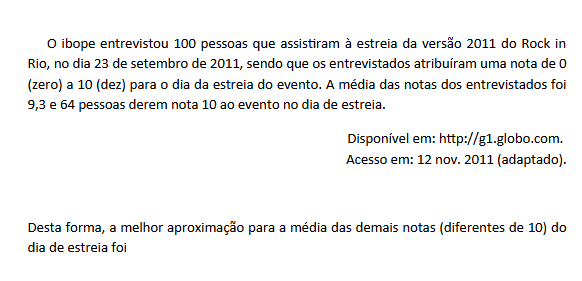 O ibope entrevistou 100 pessoas que assistiram à estreia da versão 2011 do Rock in
Rio, no dia 23 de setembro de 2011, sendo que os entrevistados atribuíram uma nota de 0
(zero) a 10 (dez) para o dia da estreia do evento. A média das notas dos entrevistados foi
9,3 e 64 pessoas derem nota 10 ao evento no dia de estreia.
Disponível em: http://g1.globo.com.
Acesso em: 12 nov. 2011 (adaptado).
Desta forma, a melhor aproximação para a média das demais notas (diferentes de 10) do
dia de estreia foi